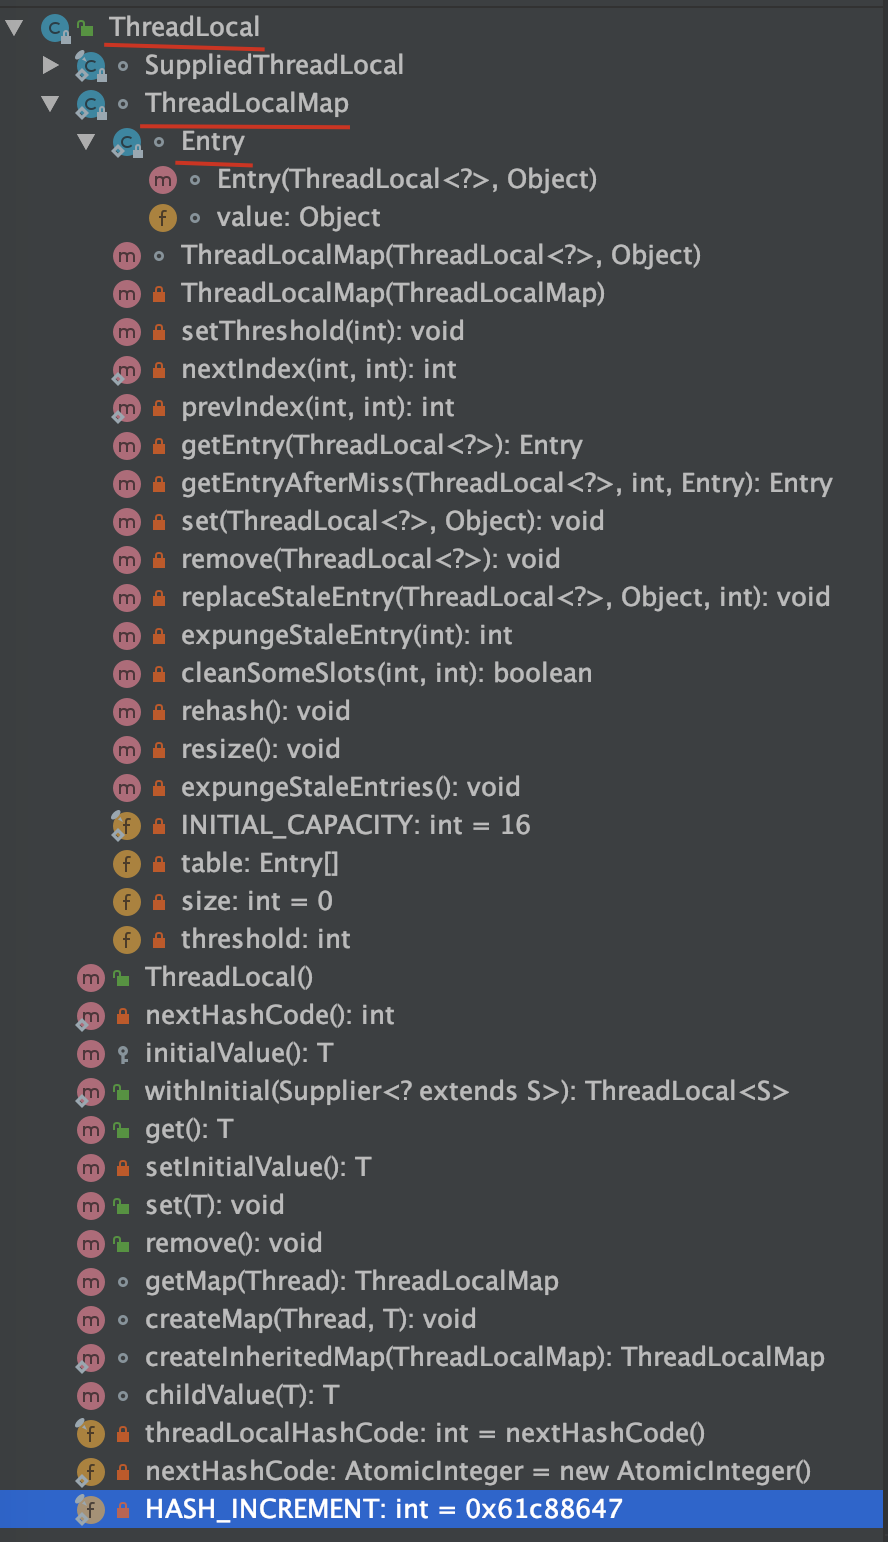 ThreadLocal
SuppliedThreadLocal
ThreadLocalMap
Entry
Entry(ThreadLocal<?>, Object)
value: Object
ThreadLocalMap(ThreadLocal<?>, Object)
ThreadLocalMap(ThreadLocalMap)
setThreshold(int): void
nextIndex(int, int): int
prevIndex(int, int): int
getEntry(ThreadLocal<?>): Entry
getEntryAfterMiss(ThreadLocal<?>, int, Entry): Entry
set(ThreadLocal<?>, Object): void
remove(ThreadLocal<?>): void
replaceStaleEntry(ThreadLocal<?>, Object, int): void
expungeStaleEntry(int): int
cleanSomeSlots(int, int): boolean
rehash(): void
resize(): void
expungeStaleEntries(): void
INITIAL_CAPACITY: int = 16
table: Entry[]
size: int = 0
threshold: int
ThreadLocal()
nextHashCode(): int
initialValue(): T
withInitial(Supplier<? extends S>): ThreadLocal<S>
get(): T
setInitialValue(): T
set(T): void
remove(): void
getMap(Thread): ThreadLocalMap
createMap(Thread, T): void
createInheritedMap(ThreadLocalMap): ThreadLocalMap
childValue(T): T
threadLocalHashCode: int = nextHashCode()
nextHashCode: AtomicInteger = new AtomicInteger()
HASH_INCREMENT: int = 0x61c88647